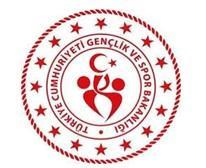 TÜRKİYE CUMHURİYETİ GENÇLİK VE SPOR BAKANLIĞI